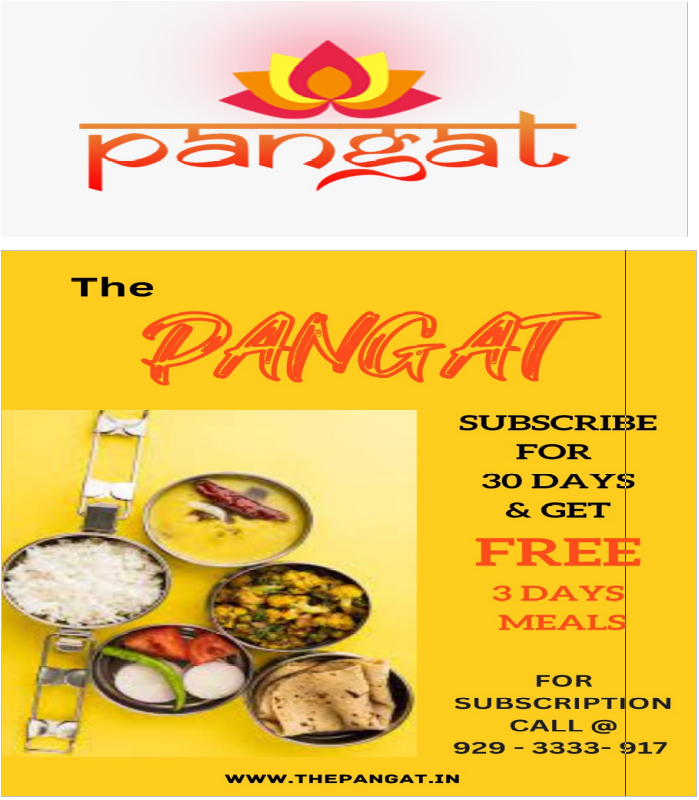 pangat
The
PANGAT
SUBSCRIBE
FOR
30 DAYS
& GET
FREE
3 DAYS
MEALS
FOR
SUBSCRIPTION
CALL @
929 - 3333- 917
WWW.THEPANGAT.IN